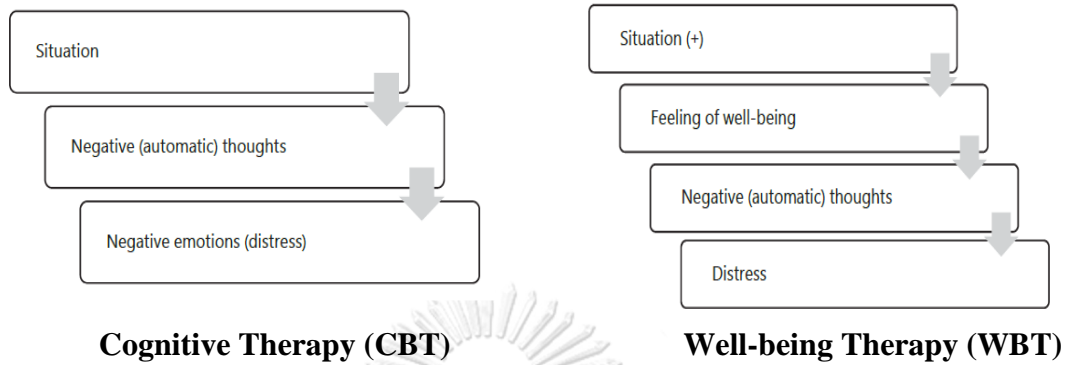 Situation
Negative (automatic) thoughts
Negative emotions (distress)
Cognitive Therapy (CBT)
Situation (+)
Feeling of well-being
Negative (automatic) thoughts
Distress
Well-being Therapy (WBT)